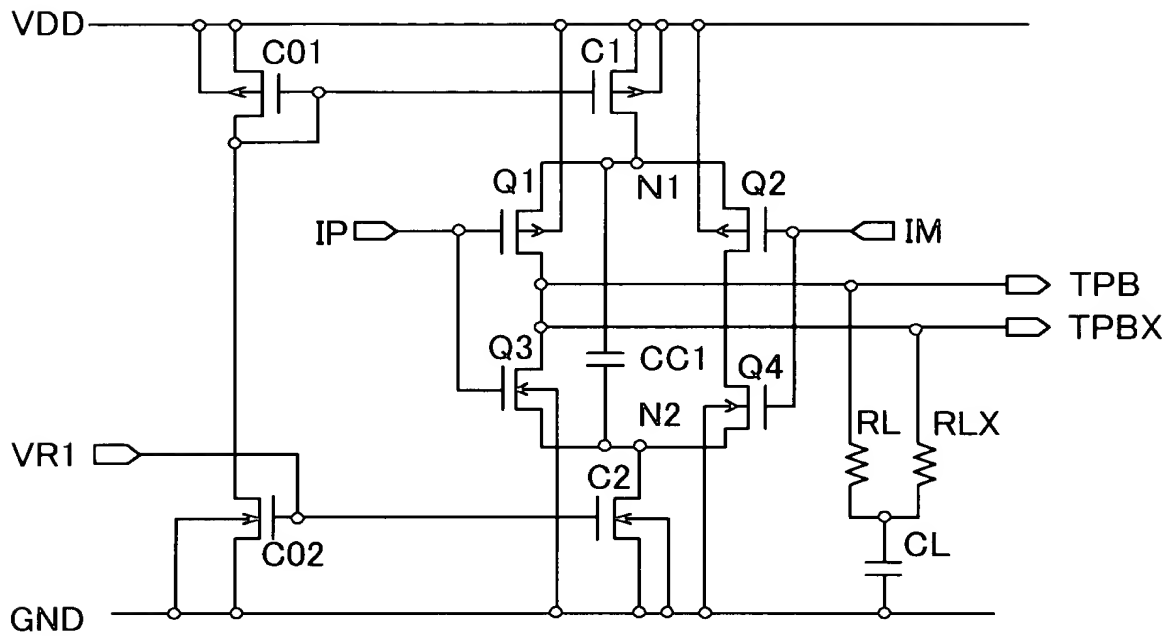 VDD
C01
C1
Q1
N1
Q2
IP
IM
TPB
TPBX
Q3
CC1
Q4
N2
RL
RLX
VR1
C2
CL
C02
GND